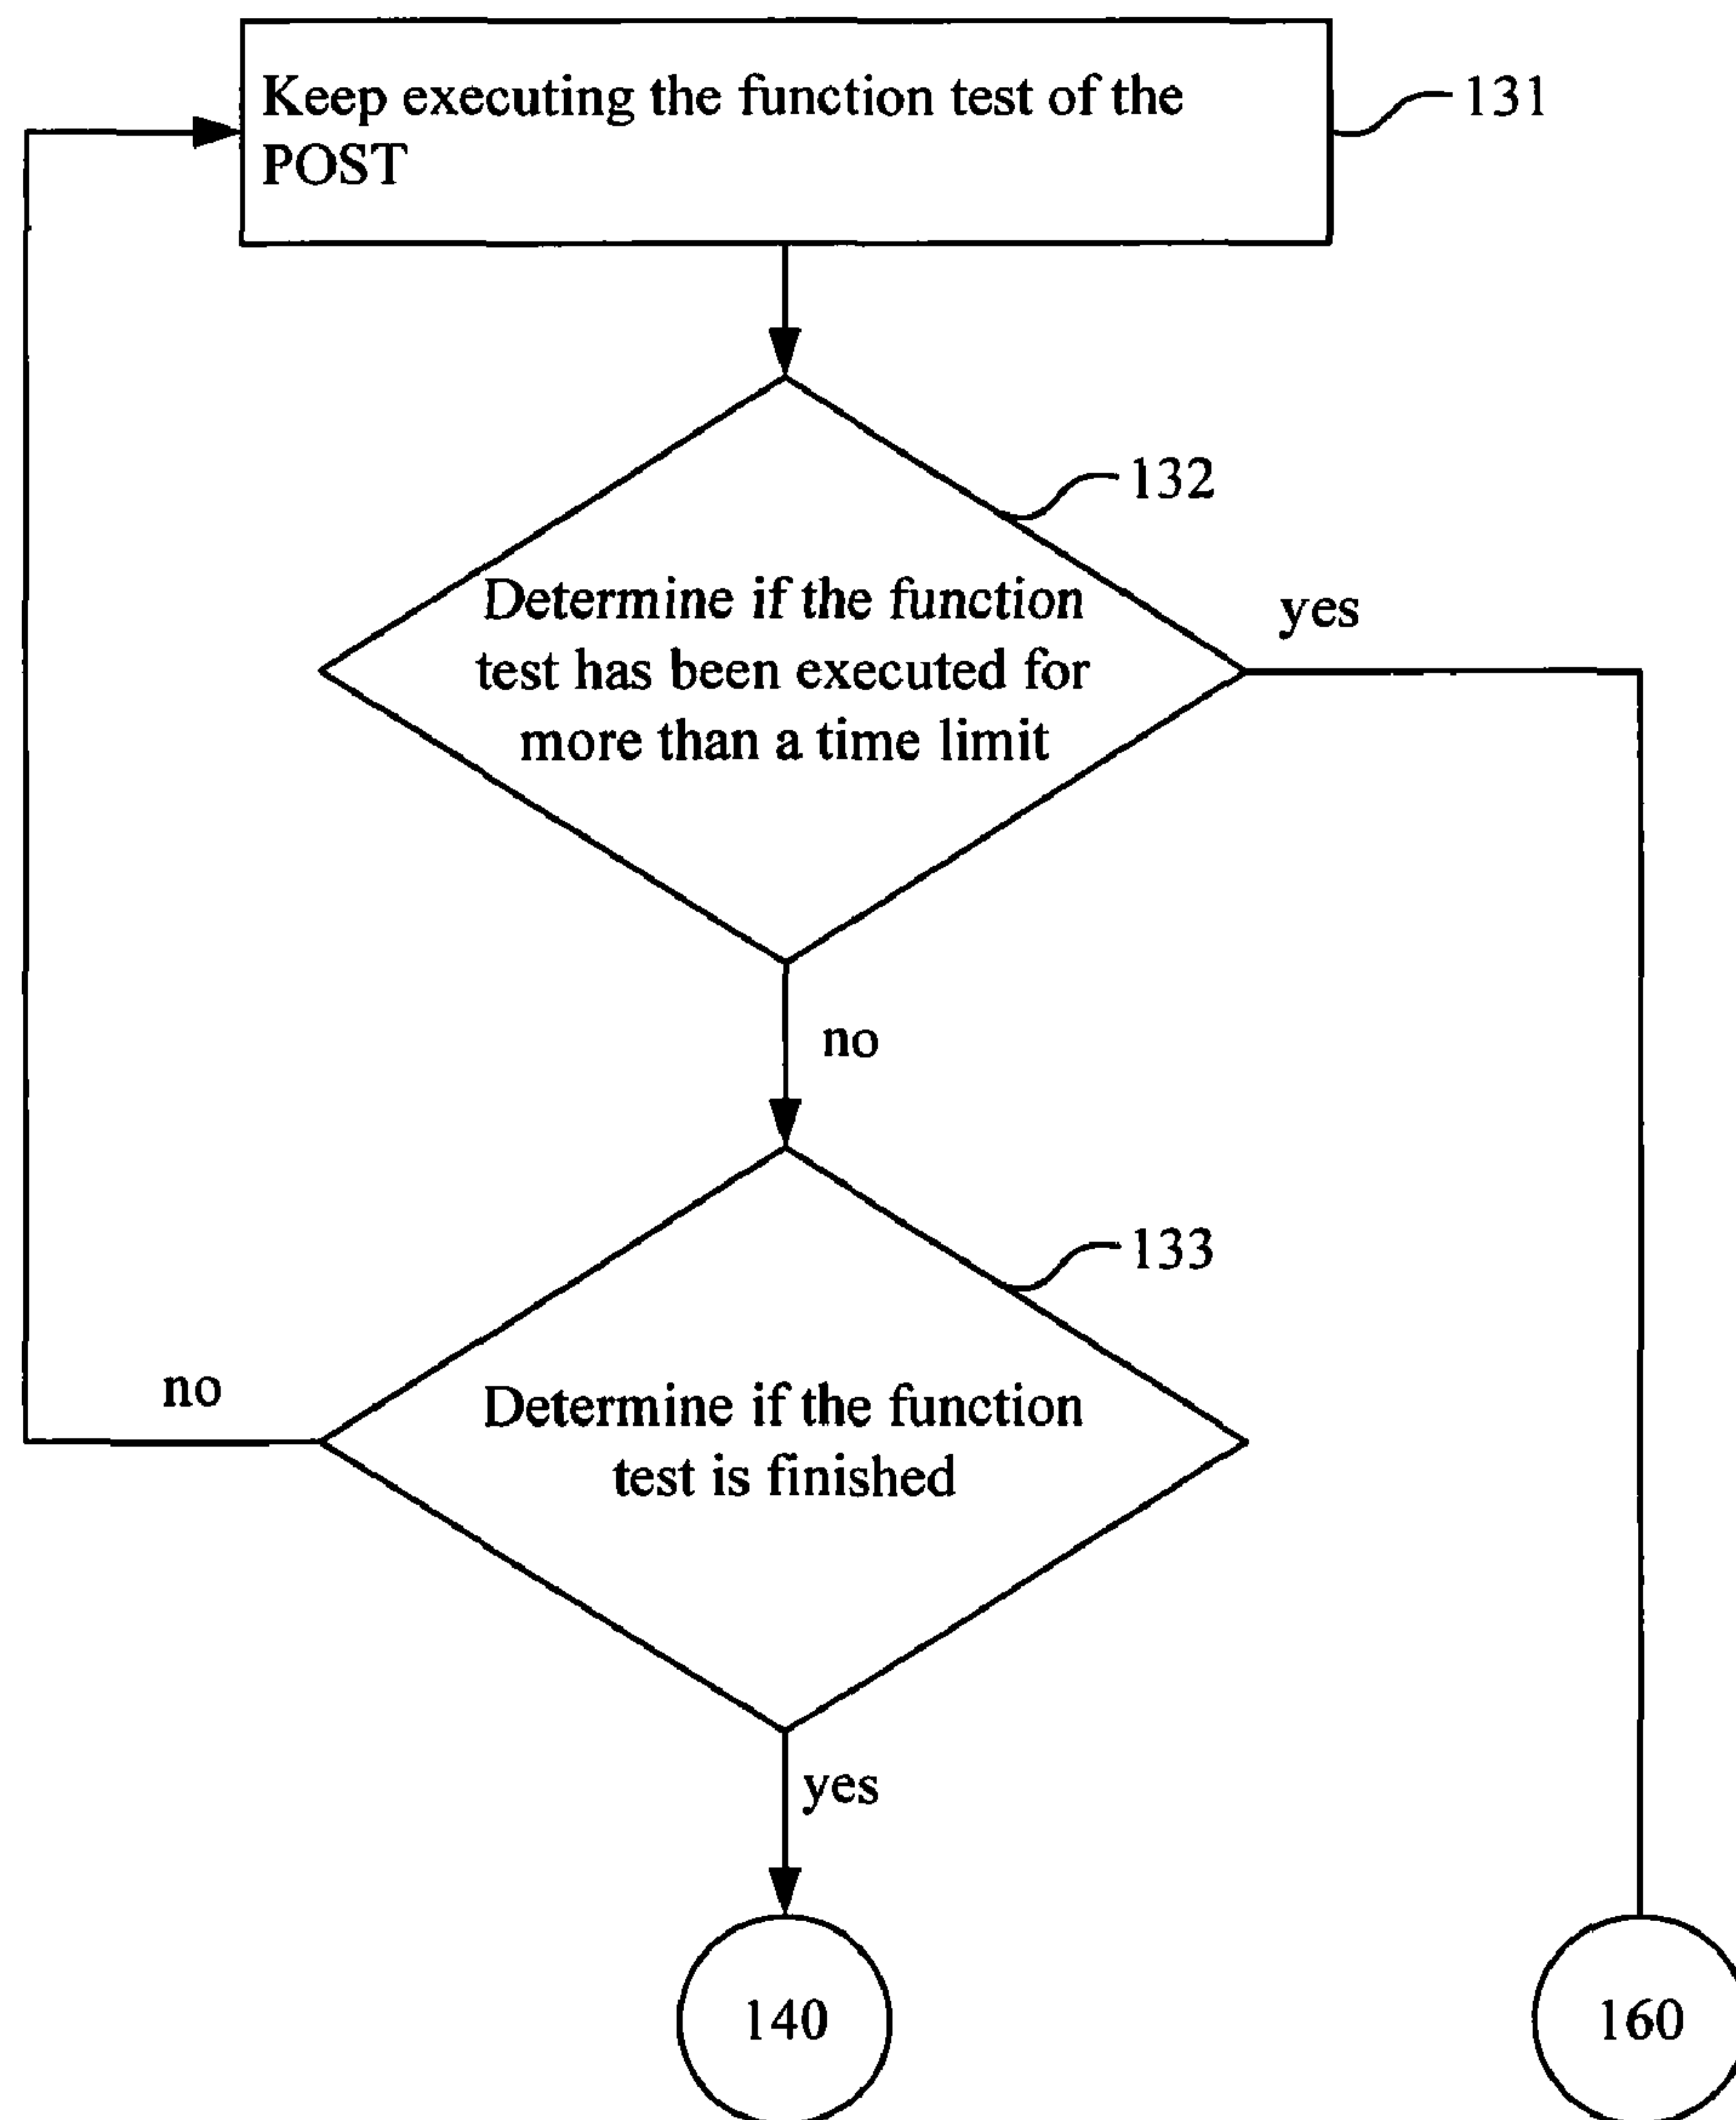 Keep executing the function test of the
POST
131
132
Determine if the function
test has been executed for
more than a time limit
yes
no
133
Determine if the function
test is finished
no
yes
140
160